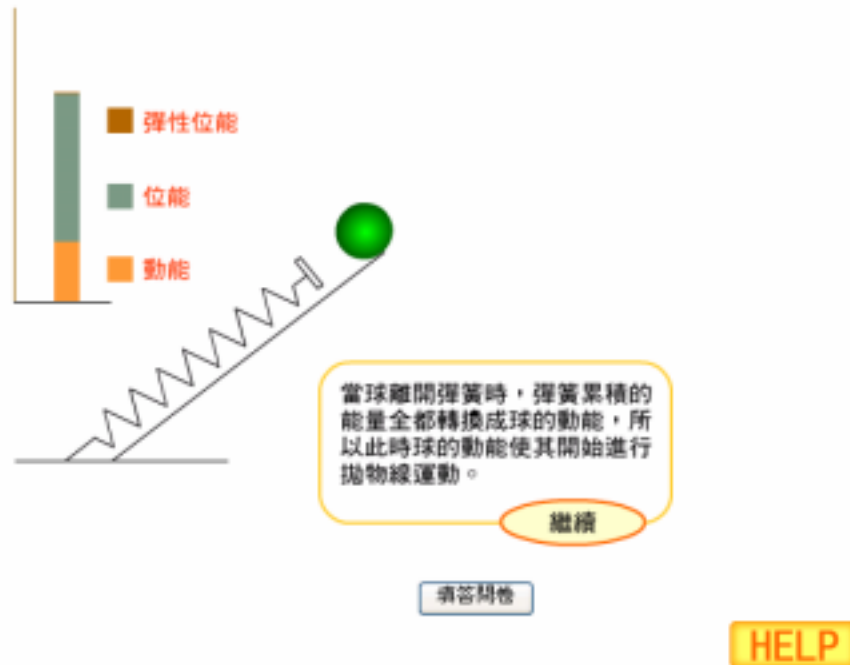 彈性位能
位能
動能
當球離開彈簧時，彈簧累積的
能量全都轉換成球的動能，所
以此時球的動能使其開始進行
拋物線運動。
繼續
填答問卷
HELP